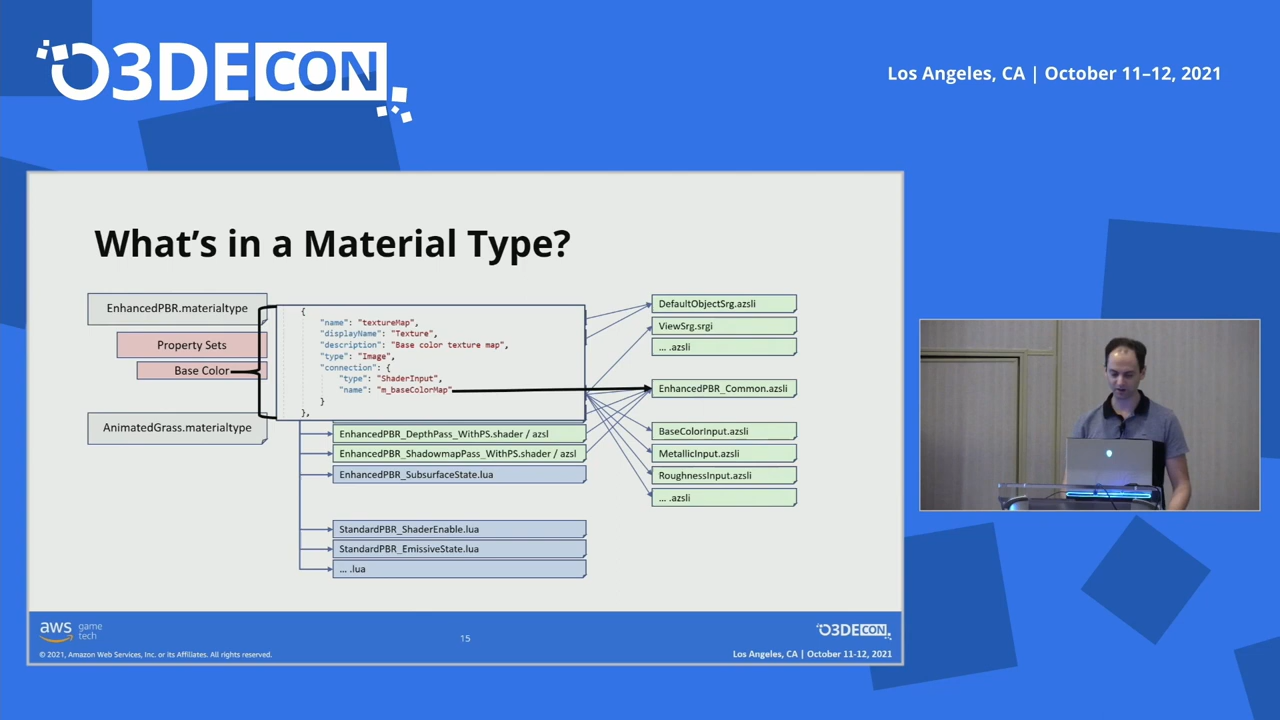 O3DECON
Los Angeles, CA | October 11–12, 2021
What's in a Material Type?
EnhancedPBR.materialtype
Property Sets
Base Color
AnimatedGrass.materialtype
{
"name": "textureMap",
"displayName": "Texture",
"description": "Base color texture map",
"type": "Image",
"connection": {
"type": "ShaderInput",
"name": "m_baseColorMap"
}
},
EnhancedPBR_DepthPass_WithPS.shader / azsl
EnhancedPBR_ShadowmapPass_WithPS.shader / azsl
EnhancedPBR_SubsurfaceState.lua
StandardPBR_ShaderEnable.lua
StandardPBR_EmissiveState.lua
... .lua
DefaultObjectSrg.azsli
ViewSrg.srgi
... .azsli
EnhancedPBR_Common.azsli
BaseColorInput.azsli
MetallicInput.azsli
RoughnessInput.azsli
... .azsli
aws game tech
15
O3DECON
© 2021, Amazon Web Services, Inc. or its Affiliates. All rights reserved.
Los Angeles, CA | October 11-12, 2021